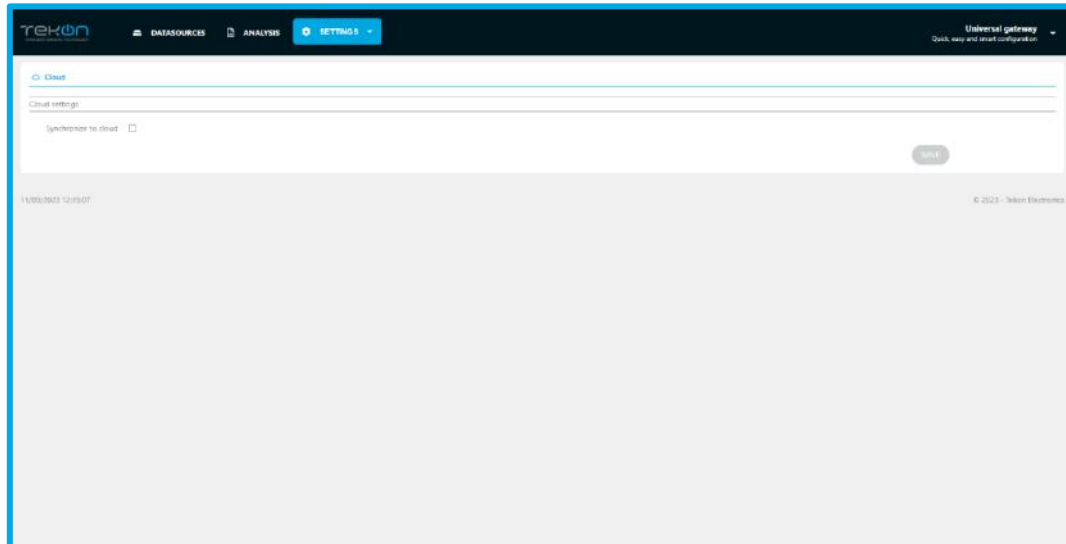 TEKON
DATASOURCES
ANALYSIS
SETTINGS
Universal gateway
Quick, easy and smart configuration
Cloud
Cloud settings
Synchronize to cloud
SAVE
© 2023 - Tekon Electronics